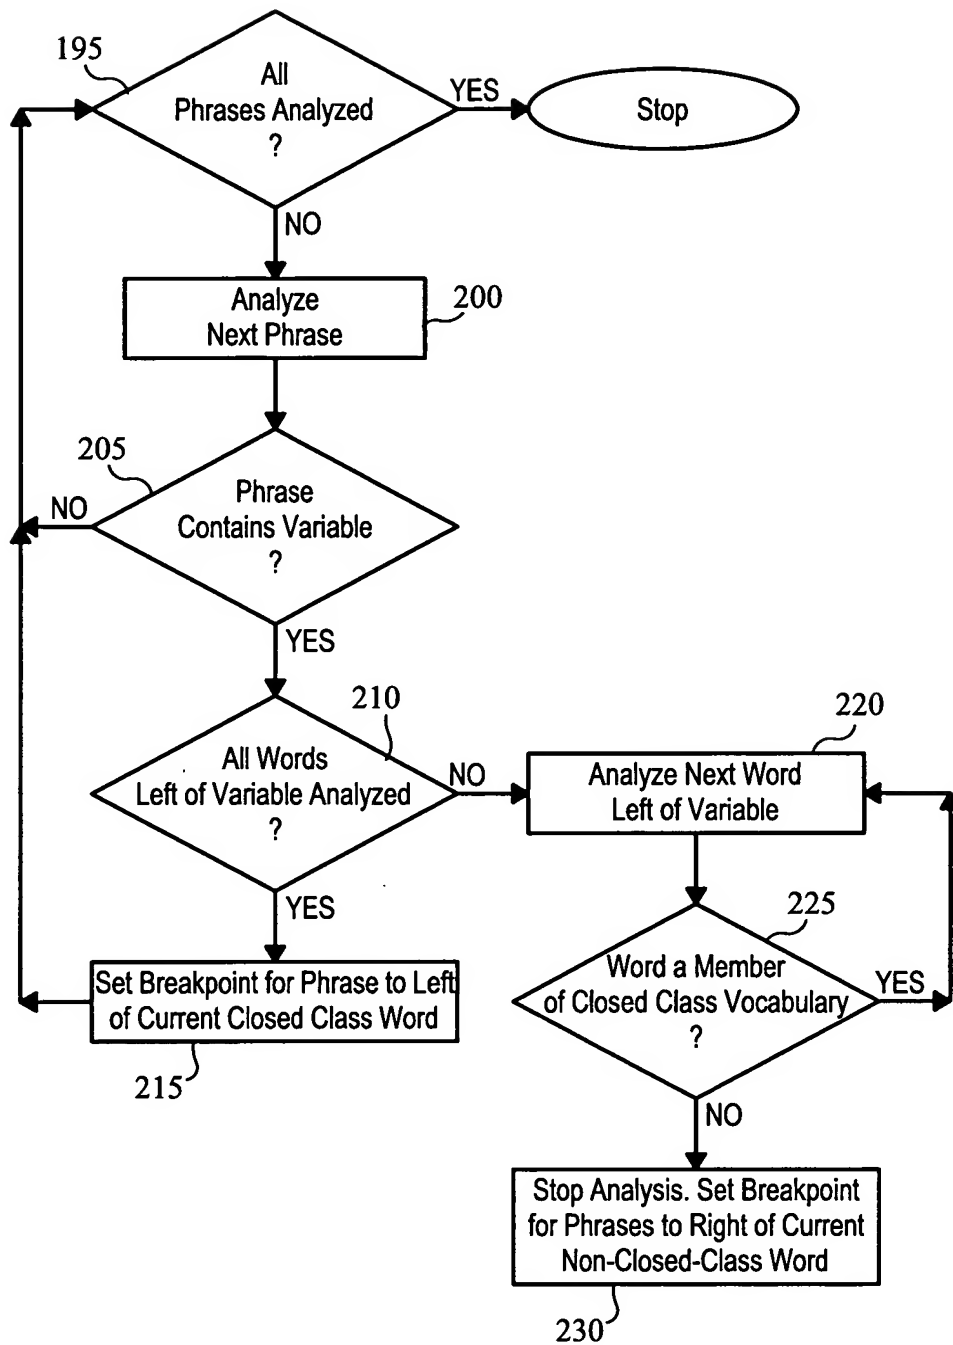 195
All
Phrases Analyzed
?
YES
Stop
NO
Analyze
Next Phrase
200
205
Phrase
Contains Variable
?
NO
YES
210
All Words
Left of Variable Analyzed
?
NO
220
Analyze Next Word
Left of Variable
YES
225
Word a Member
of Closed Class Vocabulary
?
YES
Set Breakpoint for Phrase to Left
of Current Closed Class Word
215
NO
Stop Analysis. Set Breakpoint
for Phrases to Right of Current
Non-Closed-Class Word
230